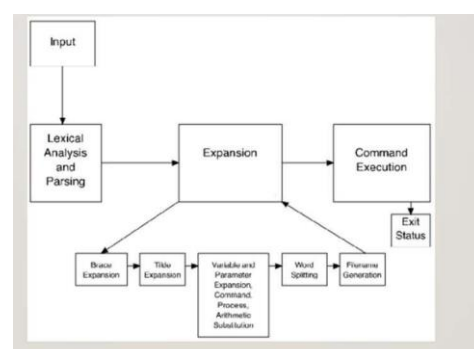 Input
Lexical
Analysis
and
Parsing
Expansion
Command
Execution
Exit
Status
Brace
Expansion
Tilde
Expansion
Variable and
Parameter
Expansion,
Command,
Process,
Arithmetic
Substitution
Word
Splitting
Filename
Generation